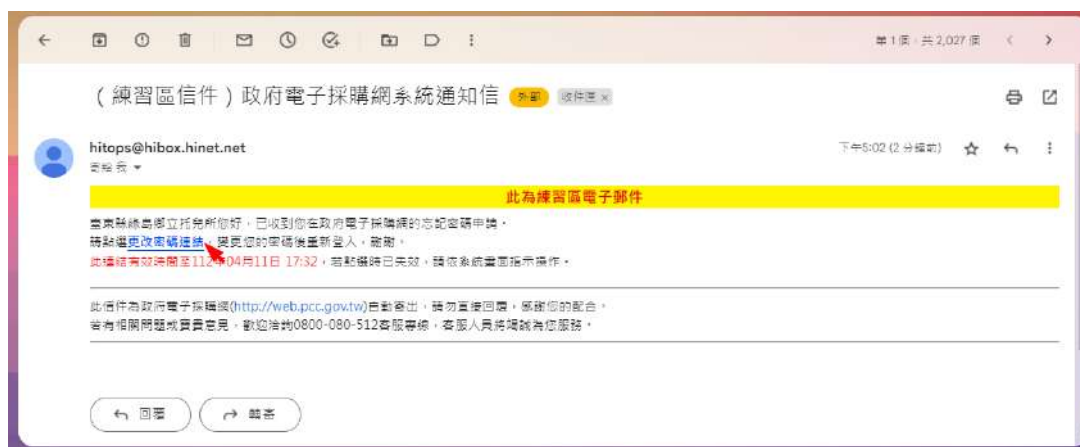 第 1 個，共 2,027 個
(練習區信件)政府電子採購網系統通知信 外部 收件匣 ×
hitops@hibox.hinet.net
下午5:02 (2 分鐘前)
寄給 我
此為練習區電子郵件
臺東縣綠島鄉立托兒所你好，已收到你在政府電子採購網的忘記密碼申請。
請點選更改密碼連結，變更您的密碼後重新登入，謝謝。
此連結有效時間至112年04月11日 17:32，若點選時已失效，請依系統畫面指示操作。
此信件為政府電子採購網(http://web.pcc.gov.tw)自動寄出，請勿直接回覆，感謝您的配合。
若有相關問題或寶貴意見，歡迎洽詢0800-080-512客服專線，客服人員將竭誠為您服務。
回覆
轉寄